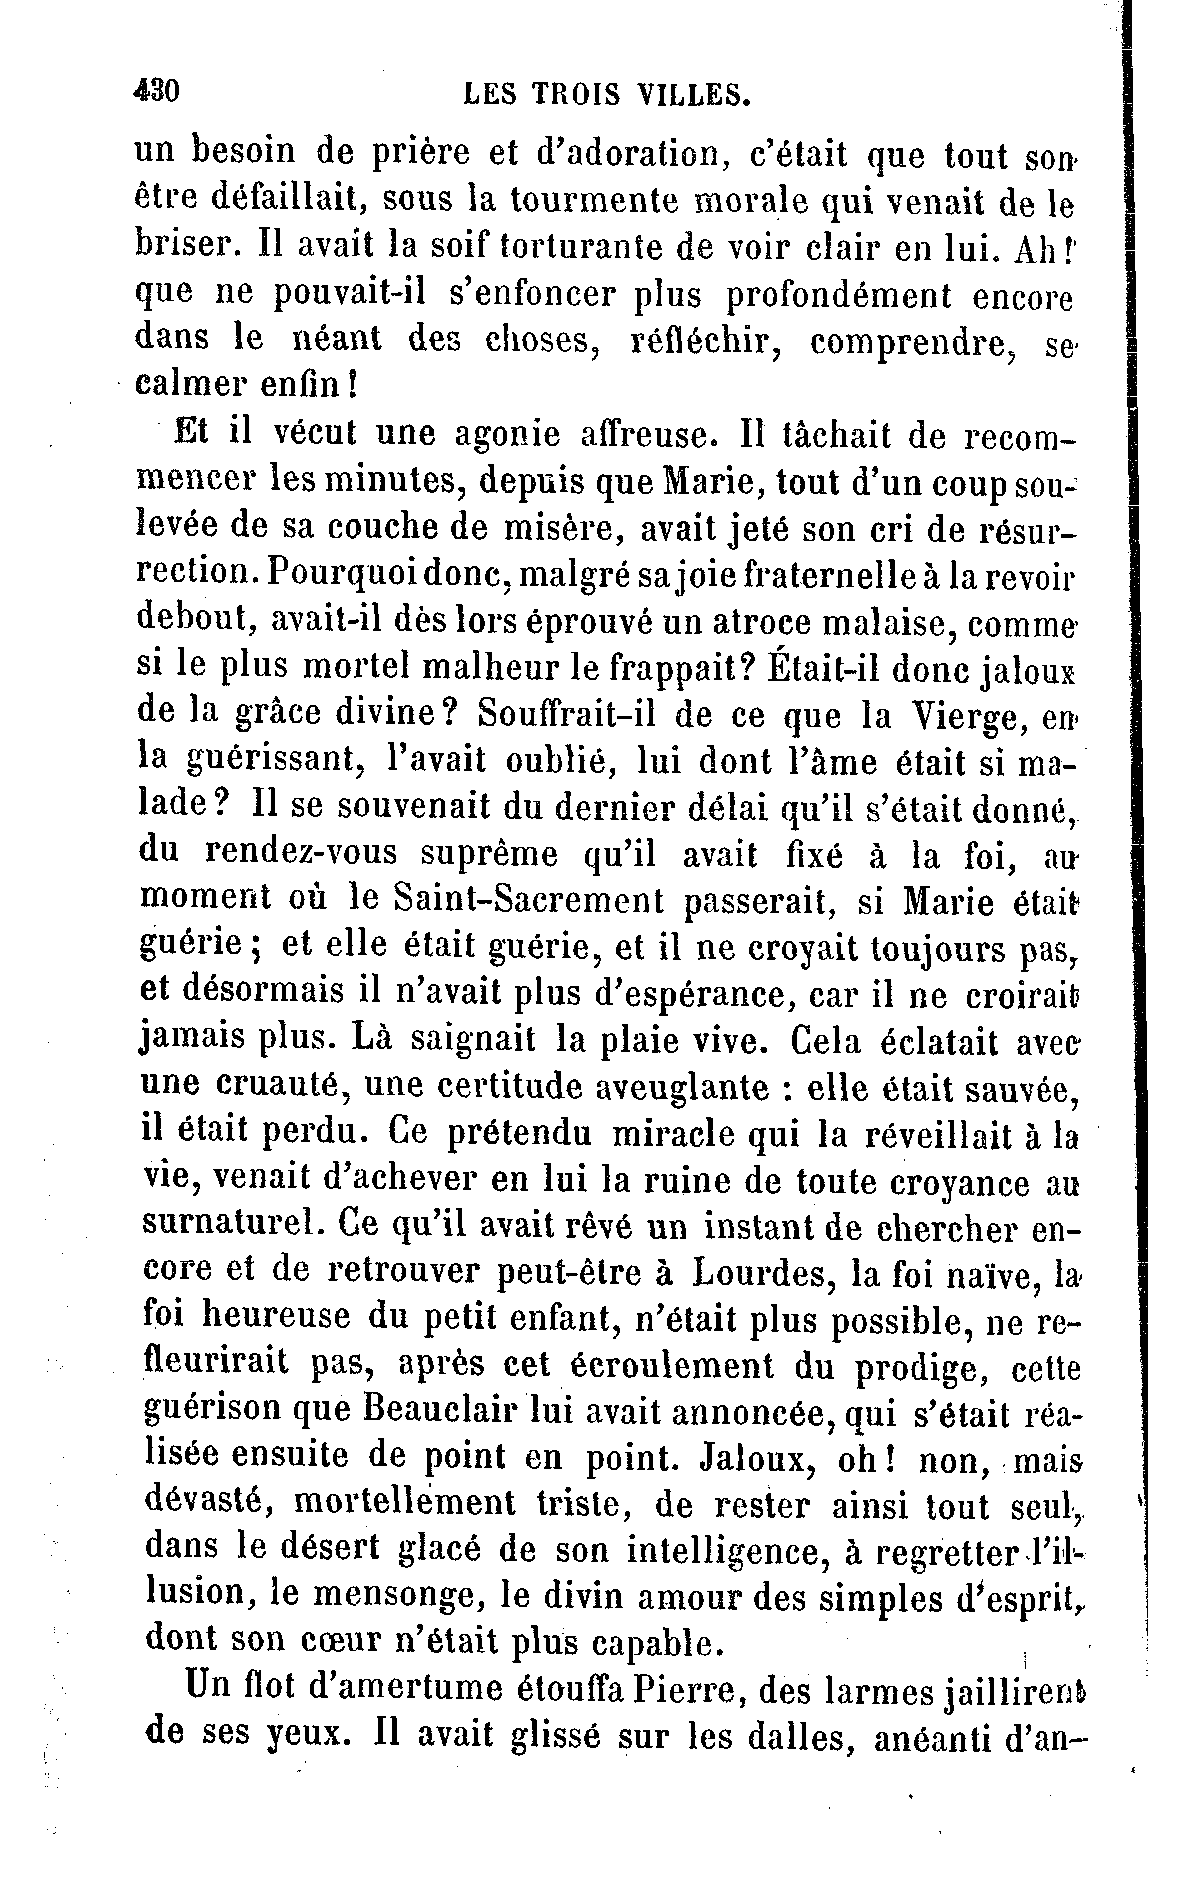 430 LES TROIS VILLES.
un besoin de prière et d'adoration, c'était que tout son
être défaillait, sous la tourmente morale qui venait de le
briser. Il avait la soif torturante de voir clair en lui. Ah !
que ne pouvait-il s'enfoncer plus profondément encore
dans le néant des choses, réfléchir, comprendre, se
calmer enfin !
Et il vécut une agonie affreuse. Il tâchait de recom-
mencer les minutes, depuis que Marie, tout d'un coup sou-
levée de sa couche de misère, avait jeté son cri de résur-
rection. Pourquoi donc, malgré sa joie fraternelle à la revoir
debout, avait-il dès lors éprouvé un atroce malaise, comme
si le plus mortel malheur le frappait? Était-il donc jaloux
de la grâce divine? Souffrait-il de ce que la Vierge, en
la guérissant, l'avait oublié, lui dont l'âme était si ma-
lade? Il se souvenait du dernier délai qu'il s'était donné,
du rendez-vous suprême qu'il avait fixé à la foi, au
moment où le Saint-Sacrement passerait, si Marie était
guérie ; et elle était guérie, et il ne croyait toujours pas,
et désormais il n'avait plus d'espérance, car il ne croirait
jamais plus. Là saignait la plaie vive. Cela éclatait avec
une cruauté, une certitude aveuglante : elle était sauvée,
il était perdu. Ce prétendu miracle qui la réveillait à la
vie, venait d'achever en lui la ruine de toute croyance au
surnaturel. Ce qu'il avait rêvé un instant de chercher en-
core et de retrouver peut-être à Lourdes, la foi naïve, la
foi heureuse du petit enfant, n'était plus possible, ne re-
fleurirait pas, après cet écroulement du prodige, cette
guérison que Beauclair lui avait annoncée, qui s'était réa-
lisée ensuite de point en point. Jaloux, oh ! non, mais
dévasté, mortellement triste, de rester ainsi tout seul,
dans le désert glacé de son intelligence, à regretter l'il-
lusion, le mensonge, le divin amour des simples d'esprit,
dont son cœur n'était plus capable.
Un flot d'amertume étouffa Pierre, des larmes jaillirent
de ses yeux. Il avait glissé sur les dalles, anéanti d'an-